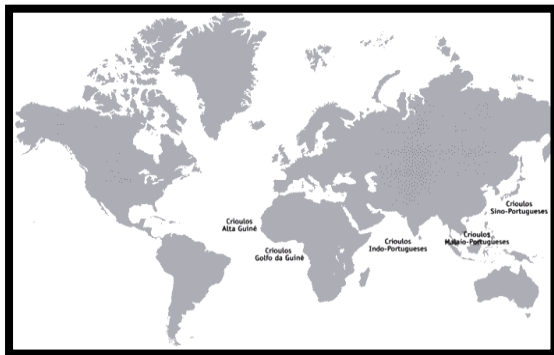 Crioulos
Sino-Portugueses
Crioulos
Alta Guiné
Crioulos
Golfo da Guiné
Crioulos
Indo-Portugueses
Crioulos
Malaio-Portugueses